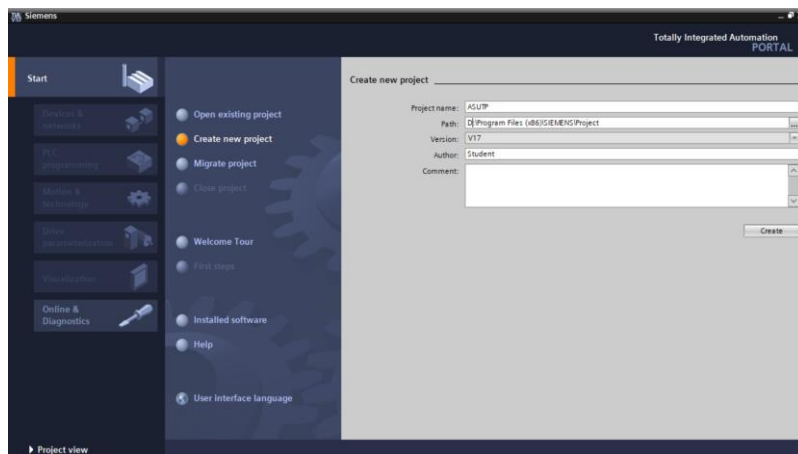 Siemens
Totally Integrated Automation
PORTAL
Start
Devices &
networks
PLC
programming
Motion &
technology
Drive
parameterization
Visualization
Online &
Diagnostics
Open existing project
Create new project
Migrate project
Close project
Welcome Tour
First steps
Installed software
Help
User interface language
Create new project
Project name: ASUTP
Path: D:\Program Files (x86)\SIEMENS\Project
...
Version: V17
Author: Student
Comment:
Create
Project view